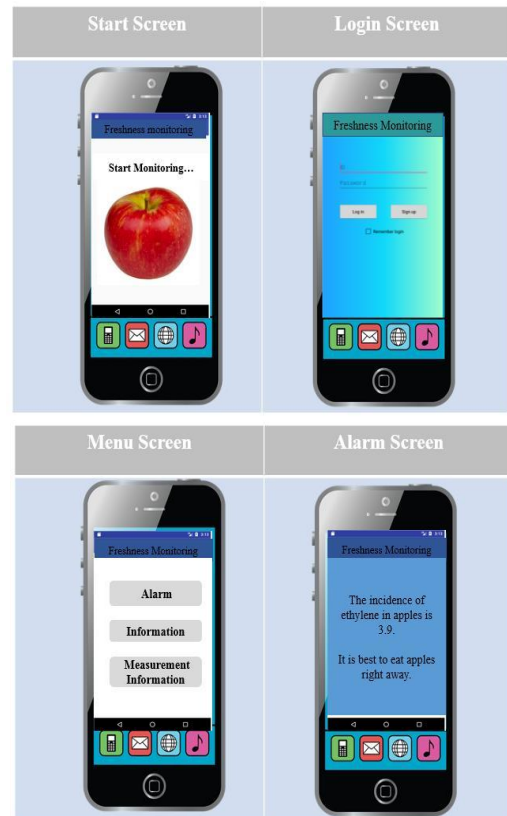 Start Screen
Login Screen
Freshness monitoring
Start Monitoring...
Freshness Monitoring
Log in
Sign up
Remember login
Menu Screen
Alarm Screen
Freshness Monitoring
Alarm
Information
Measurement
Information
Freshness Monitoring
The incidence of
ethylene in apples is
3.9.
It is best to eat apples
right away.